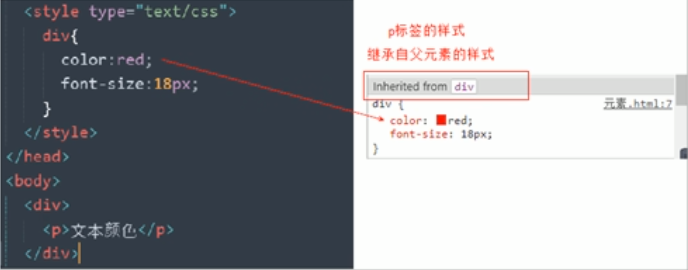 <style type="text/css">
div{
color:red;
font-size:18px;
}
</style>
</head>
<body>
<div>
<p>文本颜色</p>
</div>
p标签的样式
继承自父元素的样式
Inherited from div
div {
元素.html:7
color: red;
font-size: 18px;
}